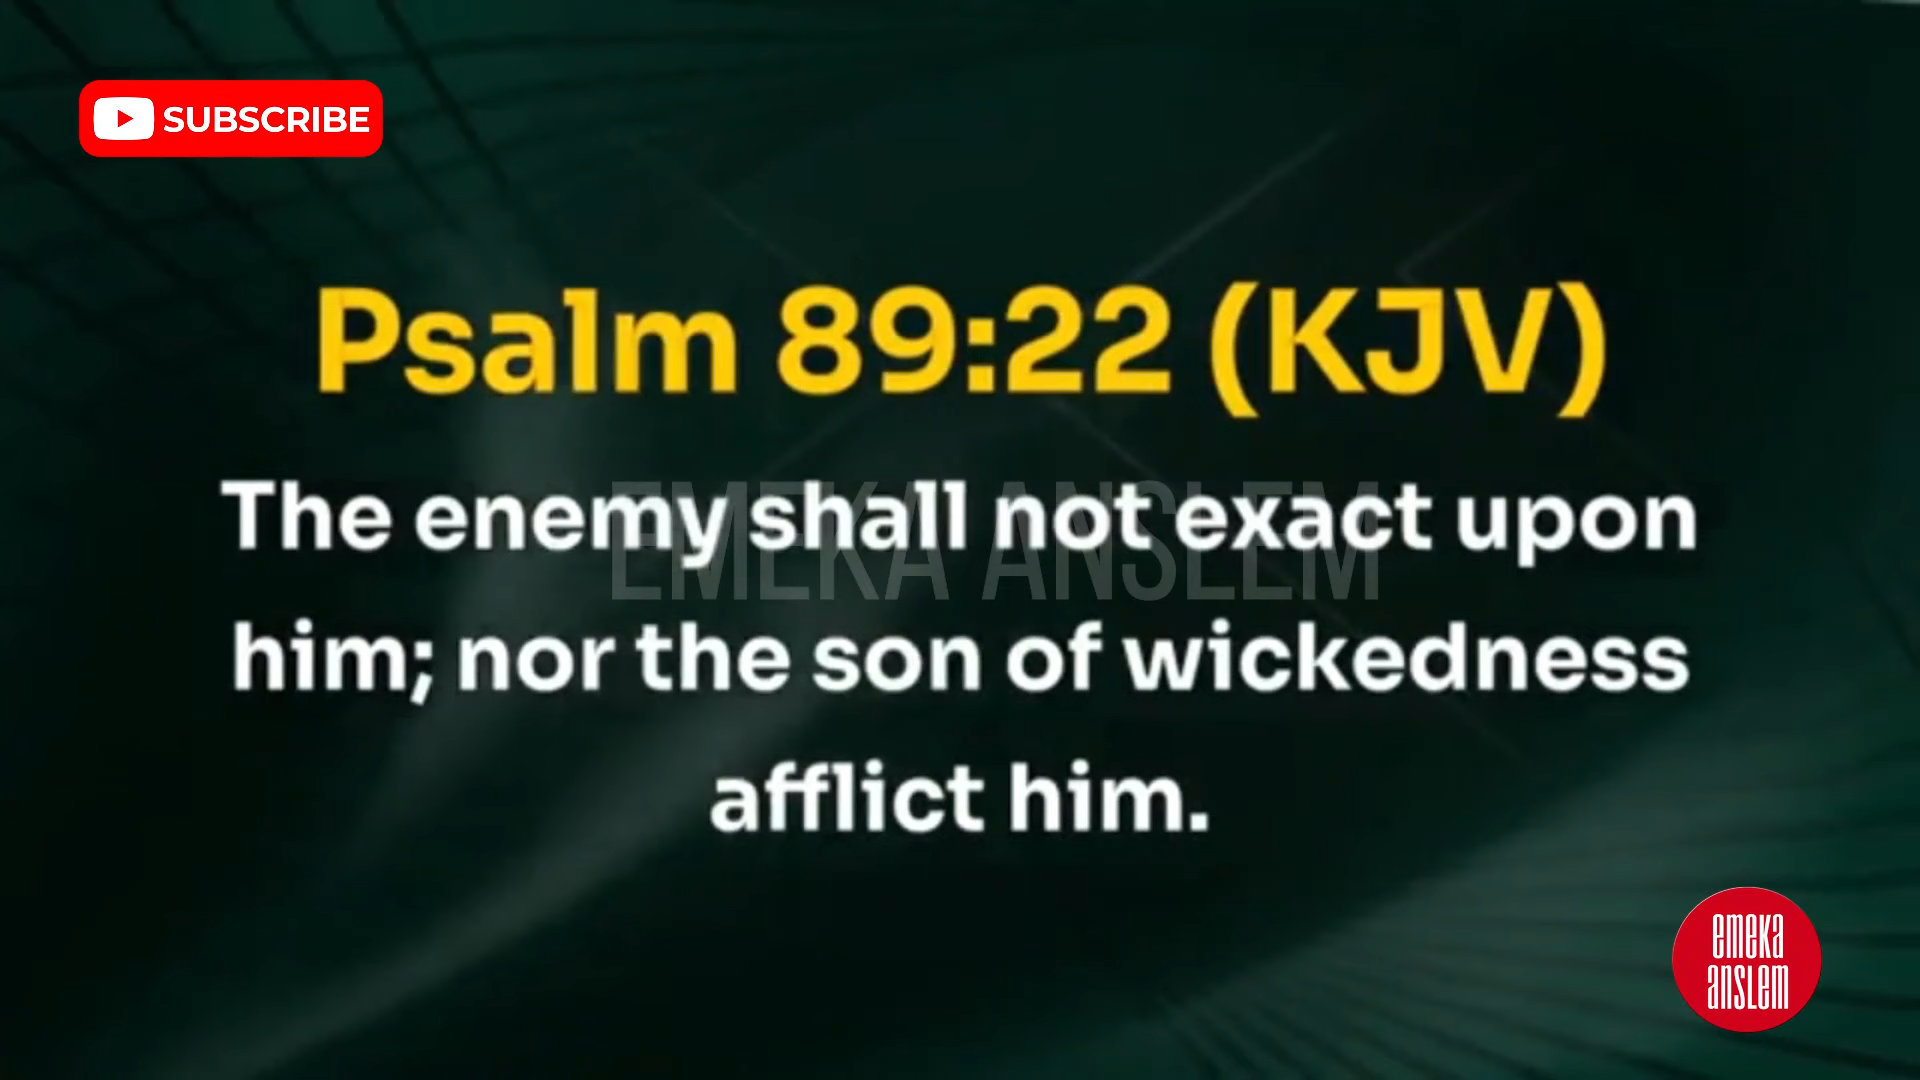 SUBSCRIBE
Psalm 89:22 (KJV)
The enemy shall not exact upon
EMEKA ANSLEM
him; nor the son of wickedness
afflict him.
emeka
anslem